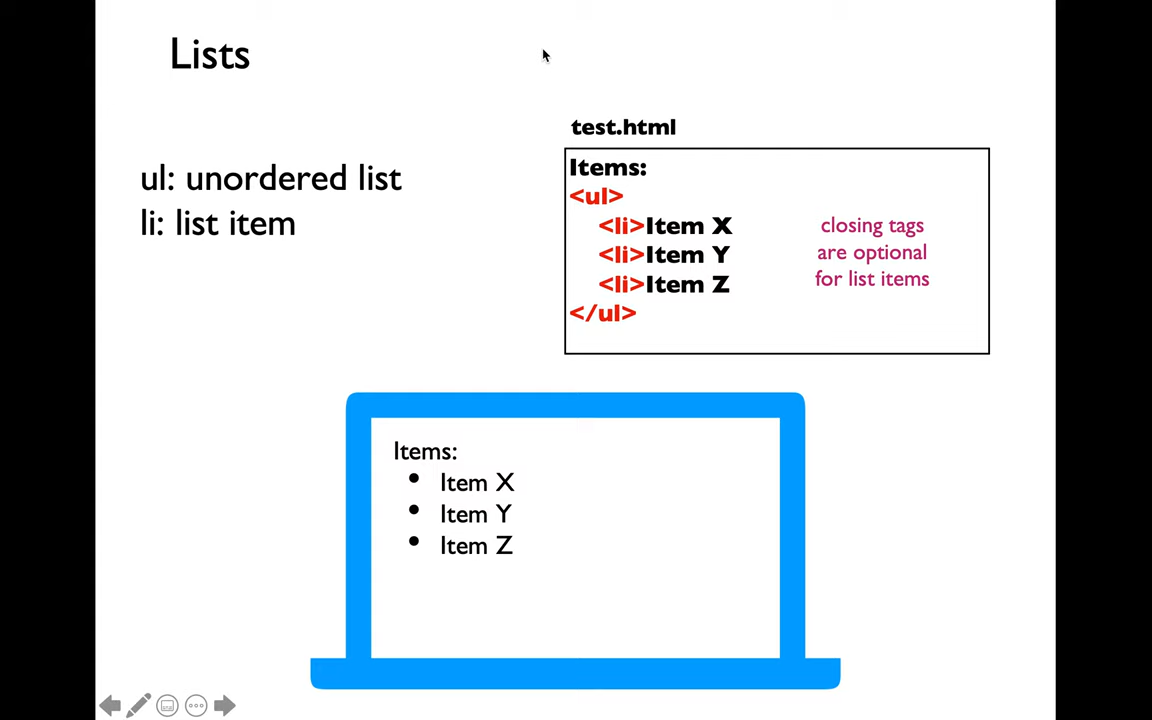 Lists
ul: unordered list
li: list item
test.html
Items:
<ul>
<li>Item X
<li>Item Y
<li>Item Z
</ul>
closing tags
are optional
for list items
Items:
• Item X
• Item Y
• Item Z